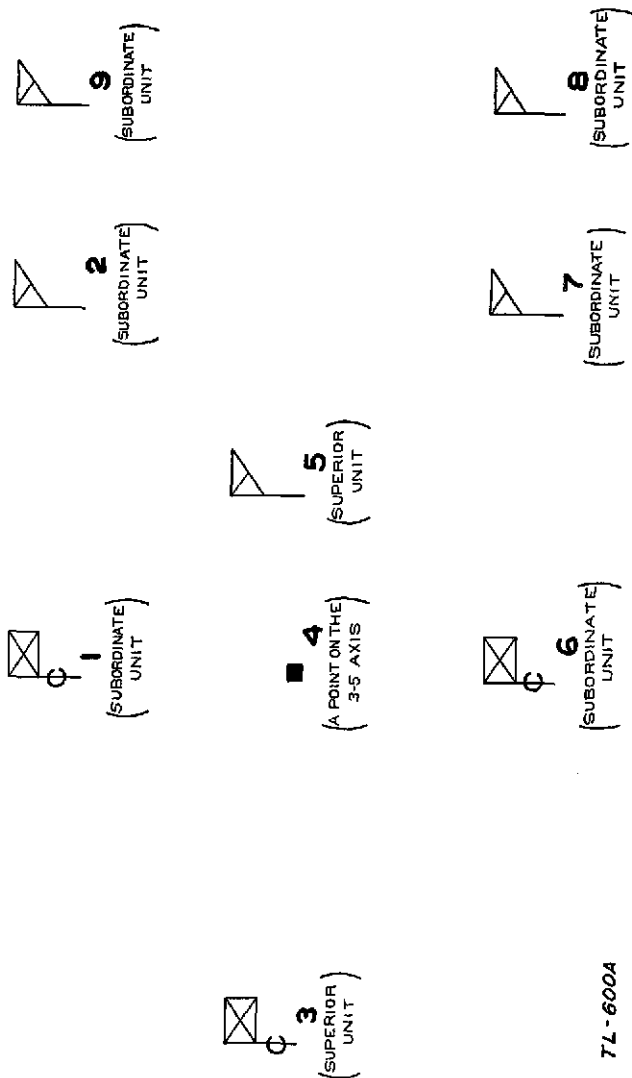 1
(SUBORDINATE
UNIT)
2
(SUBORDINATE
UNIT)
9
(SUBORDINATE
UNIT)
3
(SUPERIOR
UNIT)
4
(A POINT ON THE
3-5 AXIS)
5
(SUPERIOR
UNIT)
6
(SUBORDINATE
UNIT)
7
(SUBORDINATE
UNIT)
8
(SUBORDINATE
UNIT)
TL-600A